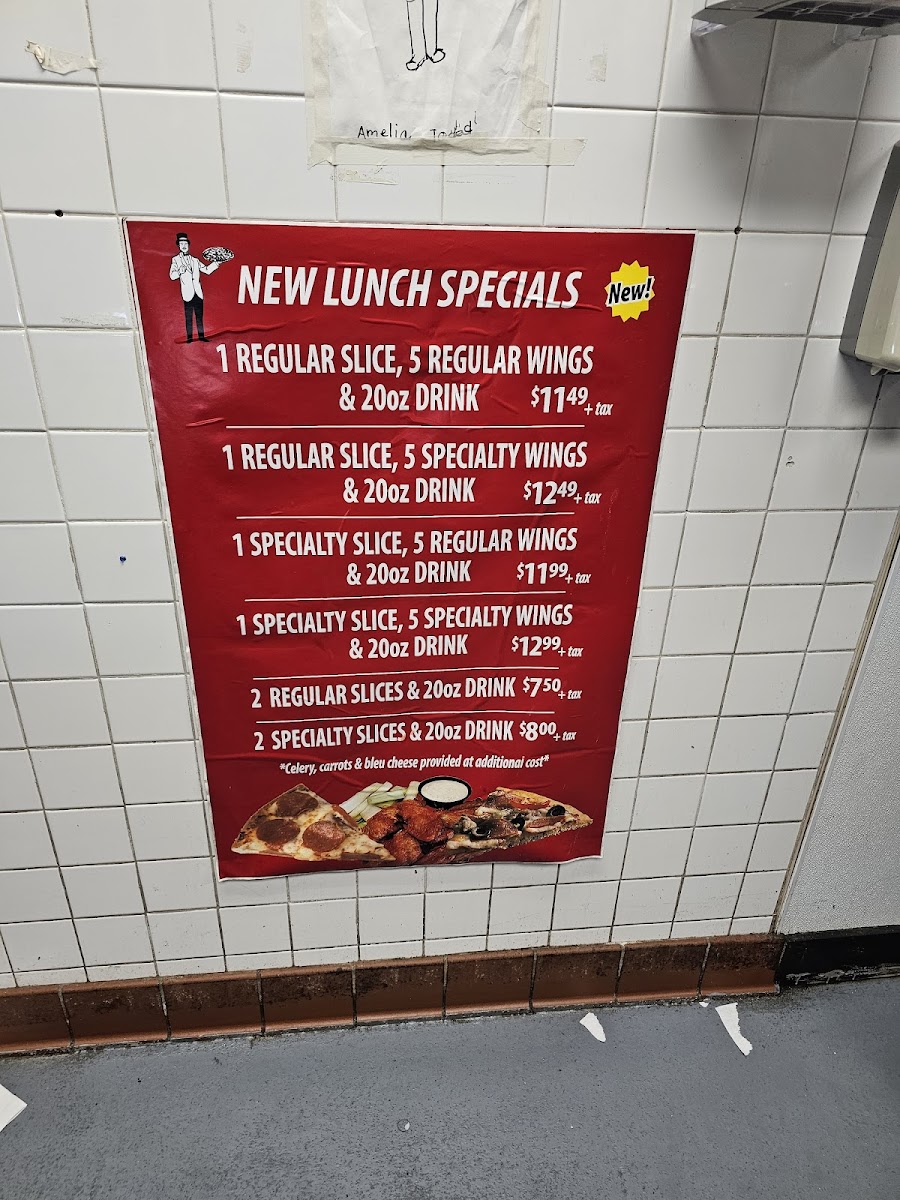 Amelia
NEW LUNCH SPECIALS
New!
1 REGULAR SLICE, 5 REGULAR WINGS
& 20oz DRINK $11.49 + tax
1 REGULAR SLICE, 5 SPECIALTY WINGS
& 20oz DRINK $12.49 + tax
1 SPECIALTY SLICE, 5 REGULAR WINGS
& 20oz DRINK $11.99 + tax
1 SPECIALTY SLICE, 5 SPECIALTY WINGS
& 20oz DRINK $12.99 + tax
2 REGULAR SLICES & 20oz DRINK $7.50 + tax
2 SPECIALTY SLICES & 20oz DRINK $8.00 + tax
*Celery, carrots & bleu cheese provided at additional cost*